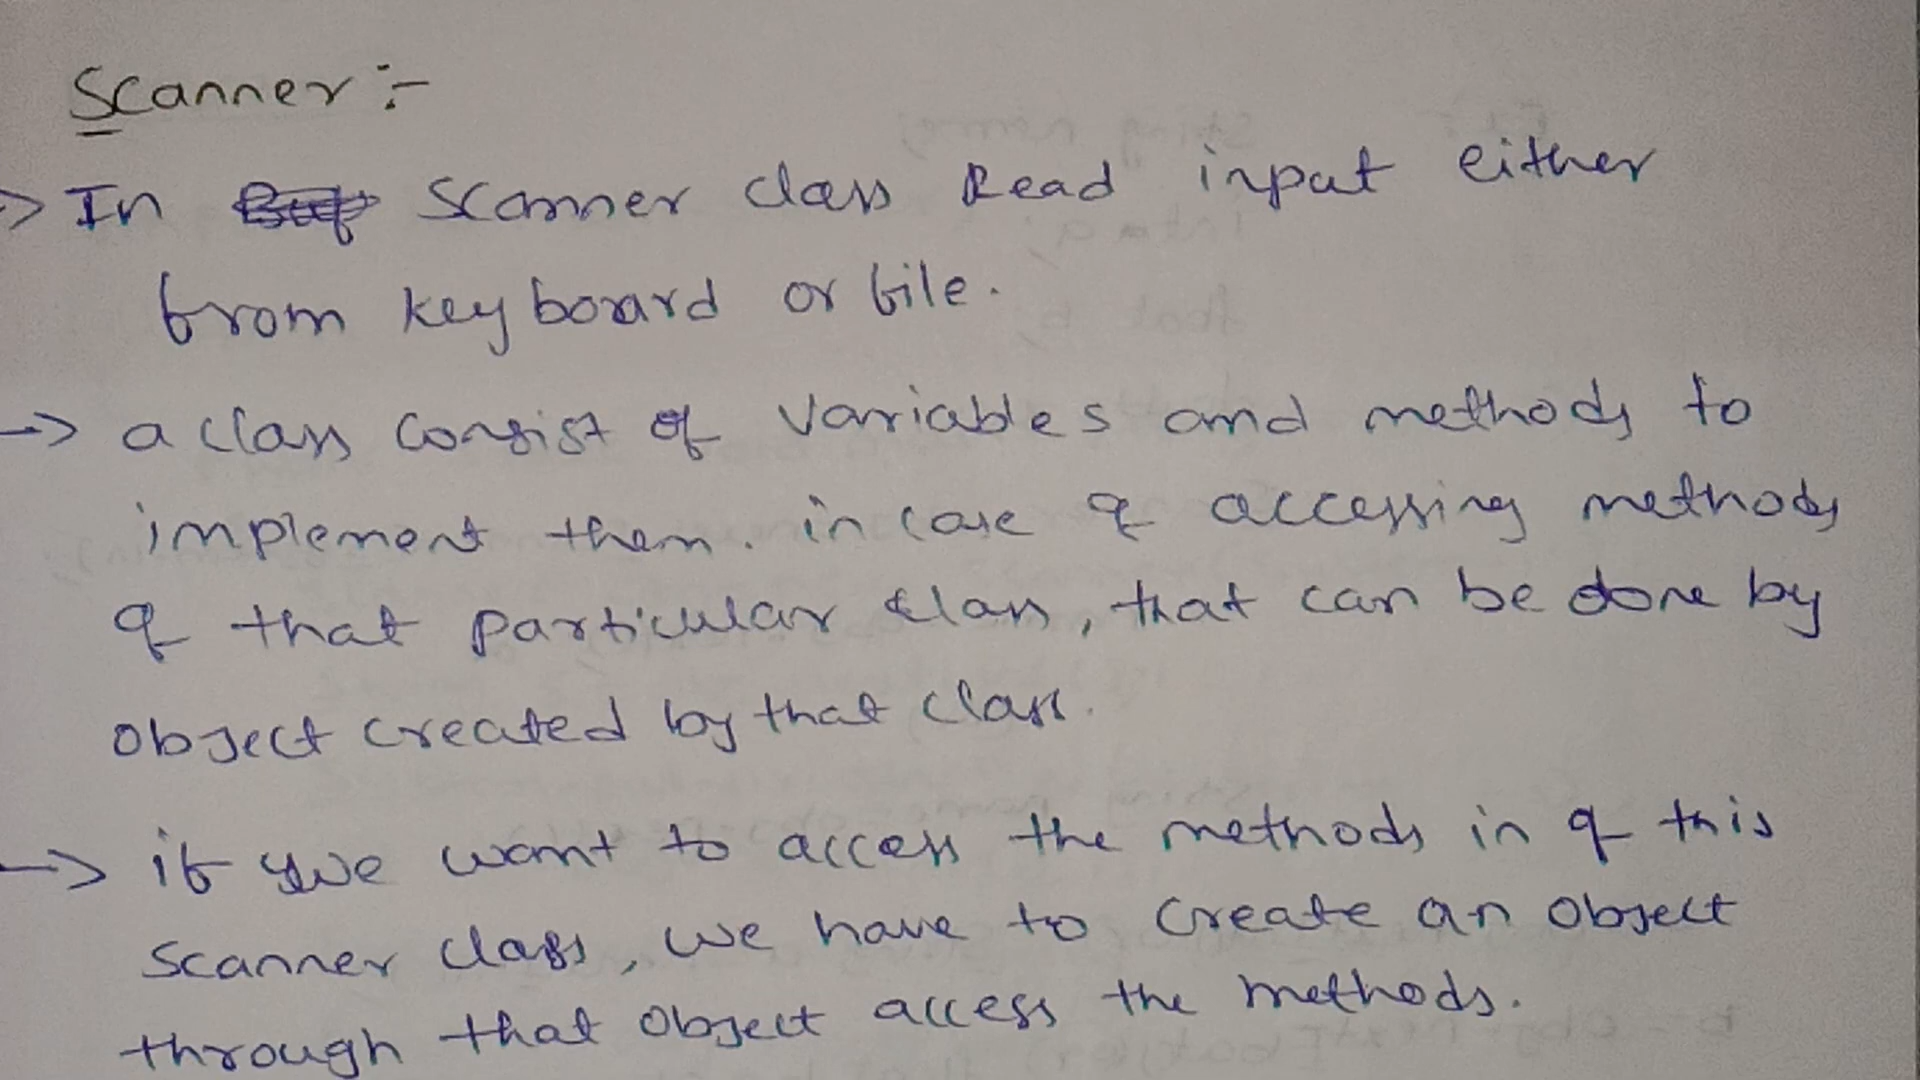 Scanner :-
-> In Scanner class Read input either
from keyboard or file.
-> a class consist of variables and methods to
implement them. in case of accessing methods
of that particular class, that can be done by
object created by that class.
-> if we want to access the methods in of this
scanner class, we have to create an object
through that object access the methods.